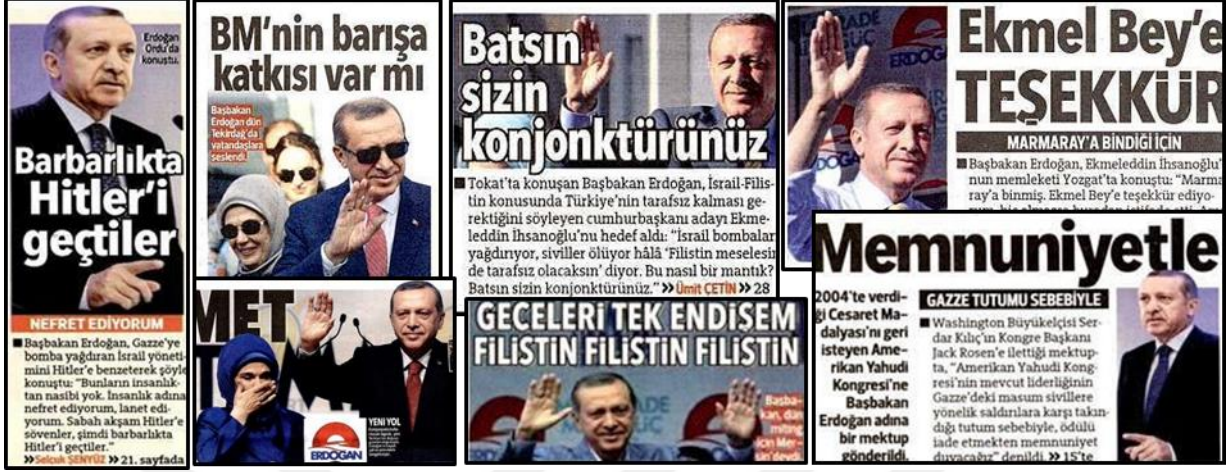 Erdoğan
Ordu'da
konuştu.
Barbarlıkta
Hitler'i
geçtiler
NEFRET EDİYORUM
Başbakan Erdoğan, Gazze'ye
bomba yağdıran İsrail yöneti-
mini Hitler'e benzeterek şöyle
konuştu: "Bunların insanlık-
tan nasibi yok. İnsanlık adına
nefret ediyorum, lanet edi-
yorum. Sabah akşam Hitler'e
sövenler, şimdi barbarlıkta
Hitler'i geçtiler."
Selçuk ŞENYÜZ 21. sayfada
BM'nin barışa
katkısı var mı
Başbakan
Erdoğan dün
Tekirdağ'da
vatandaşlara
seslendi.
MET
YENİ YOL
ERDOĞAN
Batsın
sizin
konjonktürünüz
Tokat'ta konuşan Başbakan Erdoğan, İsrail-Filis-
tin konusunda Türkiye'nin tarafsız kalması ge-
rektiğini söyleyen cumhurbaşkanı adayı Ekme-
leddin İhsanoğlu'nu hedef aldı: "İsrail bombalar
yağdırıyor, siviller ölüyor hâlâ 'Filistin meselesin
de tarafsız olacaksın' diyor. Bu nasıl bir mantık?
Batsın sizin konjonktürünüz." Ümit ÇETİN 28
GECELERİ TEK ENDİŞEM
FİLİSTİN FİLİSTİN FİLİSTİN
Başba-
kan, dün
miting
için Mer-
sin'deydi
Ekmel Bey'e
TEŞEKKÜR
MARMARAY'A BİNDİĞİ İÇİN
Başbakan Erdoğan, Ekmeleddin İhsanoğlu'
nun memleketi Yozgat'ta konuştu: "Marma
ray'a binmiş. Ekmel Bey'e teşekkür ediyo-
Memnuniyetle
2004'te verdi-
ği Cesaret Ma-
dalyası'nı geri
isteyen Ame-
rikan Yahudi
Kongresi'ne
Başbakan
Erdoğan adına
bir mektup
gönderildi.
GAZZE TUTUMU SEBEBİYLE
Washington Büyükelçisi Ser-
dar Kılıç'ın Kongre Başkanı
Jack Rosen'e ilettiği mektup-
ta, "Amerikan Yahudi Kong-
resi'nin mevcut liderliğinin
Gazze'deki masum sivillere
yönelik saldırılara karşı takın-
dığı tutum sebebiyle, ödülü
iade etmekten memnuniyet
duyacağız" denildi. 15'te